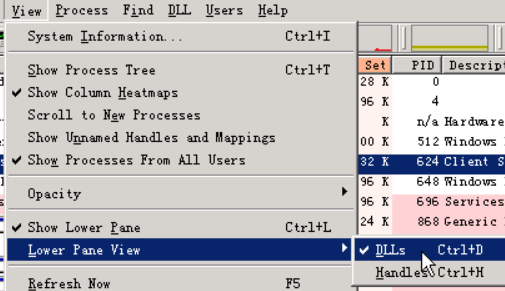 View Process Find DLL Users Help
System Information... Ctrl+I
Set PID Descript
Show Process Tree Ctrl+T
28 K 0
Show Column Heatmaps
96 K 4
Scroll to New Processes
K n/a Hardware
Show Unnamed Handles and Mappings
00 K 512 Windows
Show Processes From All Users
32 K 624 Client S
96 K 648 Windows
Opacity
96 K 696 Services
Show Lower Pane Ctrl+L
24 K 868 Generic
Lower Pane View
DLLs Ctrl+D
Handles Ctrl+H
Refresh Now F5